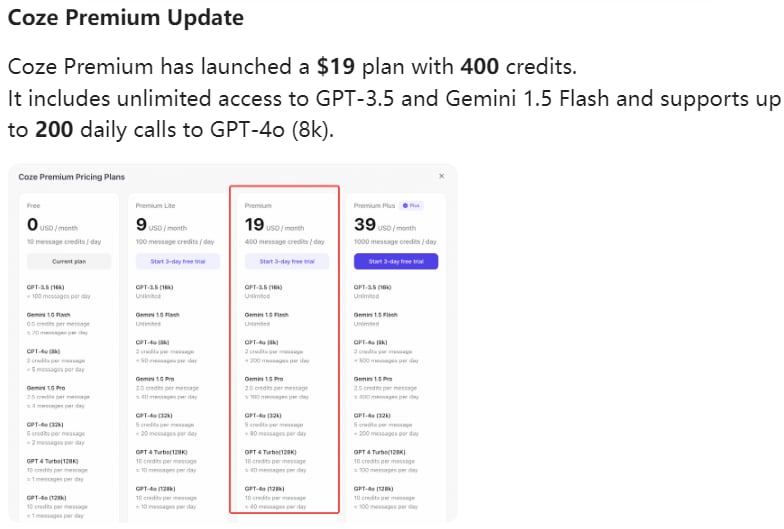 Coze Premium Update
Coze Premium has launched a $19 plan with 400 credits.
It includes unlimited access to GPT-3.5 and Gemini 1.5 Flash and supports up
to 200 daily calls to GPT-4o (8k).
Coze Premium Pricing Plans
Free
0 USD / month
10 message credits / day
Current plan
GPT-3.5 (16k)
≈ 100 messages per day
Gemini 1.5 Flash
0.5 credits per message
≈ 20 messages per day
GPT-4o (8k)
2 credits per message
≈ 5 messages per day
Gemini 1.5 Pro
2.5 credits per message
≈ 4 messages per day
GPT-4o (32k)
5 credits per message
≈ 2 messages per day
GPT 4 Turbo(128K)
10 credits per message
≈ 1 messages per day
GPT-4o (128k)
10 credits per message
≈ 1 messages per day
Premium Lite
9 USD / month
100 message credits / day
Start 3-day free trial
GPT-3.5 (16k)
Unlimited
Gemini 1.5 Flash
Unlimited
GPT-4o (8k)
2 credits per message
≈ 50 messages per day
Gemini 1.5 Pro
2.5 credits per message
≈ 40 messages per day
GPT-4o (32k)
5 credits per message
≈ 20 messages per day
GPT 4 Turbo(128K)
10 credits per message
≈ 10 messages per day
GPT-4o (128k)
10 credits per message
≈ 10 messages per day
Premium
19 USD / month
400 message credits / day
Start 3-day free trial
GPT-3.5 (16k)
Unlimited
Gemini 1.5 Flash
Unlimited
GPT-4o (8k)
2 credits per message
≈ 200 messages per day
Gemini 1.5 Pro
2.5 credits per message
≈ 160 messages per day
GPT-4o (32k)
5 credits per message
≈ 80 messages per day
GPT 4 Turbo(128K)
10 credits per message
≈ 40 messages per day
GPT-4o (128k)
10 credits per message
≈ 40 messages per day
Premium Plus Plus
39 USD / month
1000 message credits / day
Start 3-day free trial
GPT-3.5 (16k)
Unlimited
Gemini 1.5 Flash
Unlimited
GPT-4o (8k)
2 credits per message
≈ 500 messages per day
Gemini 1.5 Pro
2.5 credits per message
≈ 400 messages per day
GPT-4o (32k)
5 credits per message
≈ 200 messages per day
GPT 4 Turbo(128K)
10 credits per message
≈ 100 messages per day
GPT-4o (128k)
10 credits per message
≈ 100 messages per day